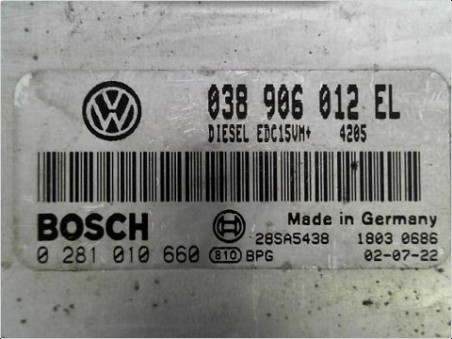 VW
038 906 012 EL
DIESEL EDC15VM+ 4205
BOSCH
Made in Germany
28SA5438 1803 0686
0 281 010 660 810 BPG 02-07-22